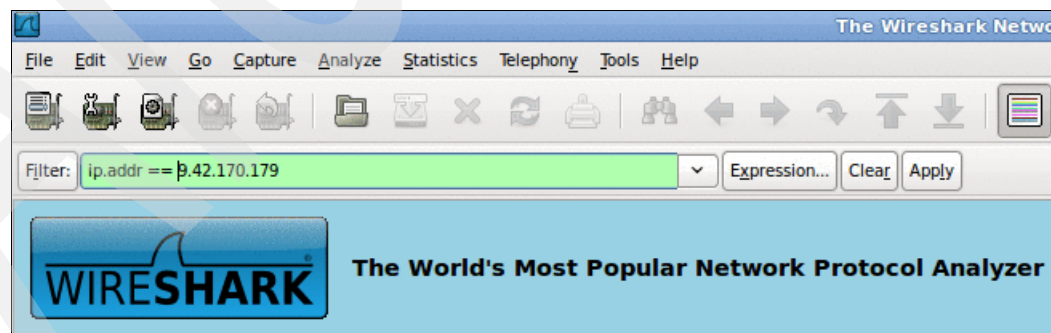 The Wireshark Netwo
File Edit View Go Capture Analyze Statistics Telephony Tools Help
Filter: ip.addr == 9.42.170.179 Expression... Clear Apply
WIRESHARK
The World's Most Popular Network Protocol Analyzer